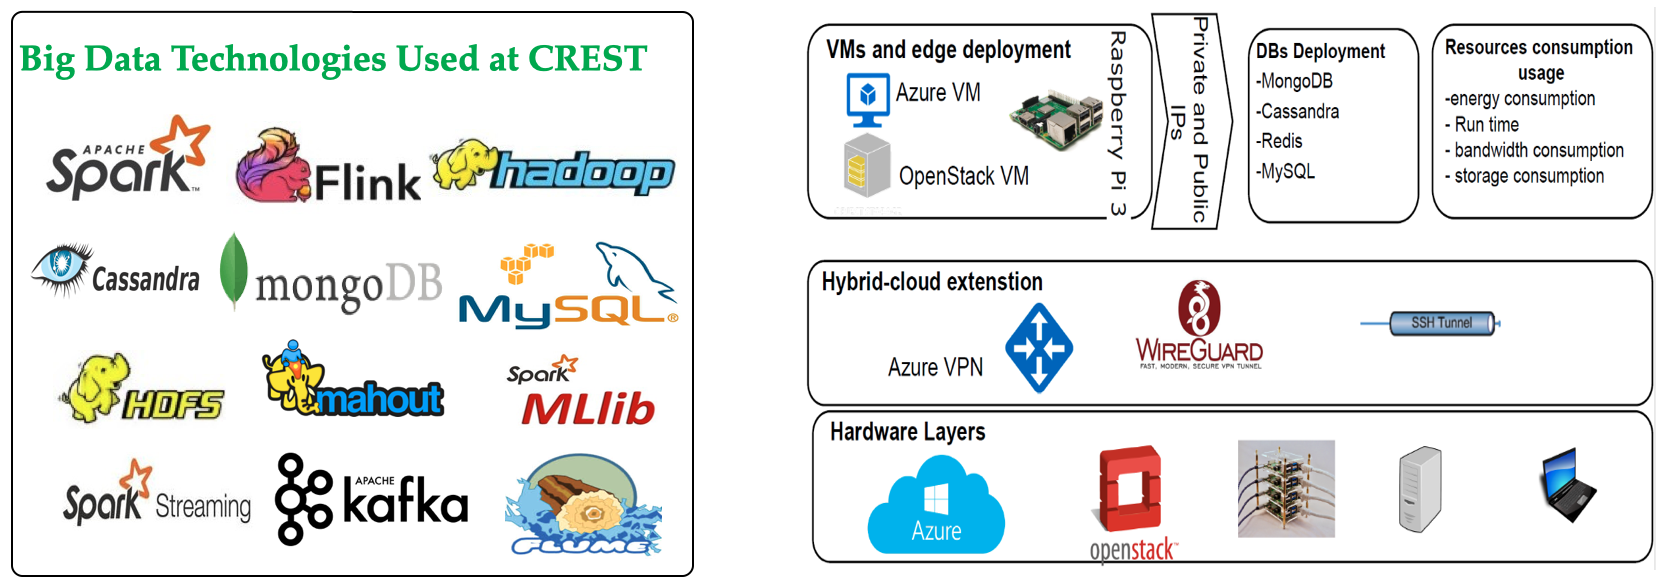 Big Data Technologies Used at CREST
APACHE
Spark™
Flink
hadoop
Cassandra
mongoDB
MySQL®
HDFS
mahout
Spark
MLlib
Spark Streaming
APACHE
kafka
FLUME
VMs and edge deployment
Azure VM
OpenStack VM
Raspberry Pi 3
Private and Public
IPs
DBs Deployment
-MongoDB
-Cassandra
-Redis
-MySQL
Resources consumption
usage
-energy consumption
- Run time
- bandwidth consumption
- storage consumption
Hybrid-cloud extenstion
Azure VPN
WIREGUARD
FAST, MODERN, SECURE VPN TUNNEL
SSH Tunnel
Hardware Layers
Azure
openstack™